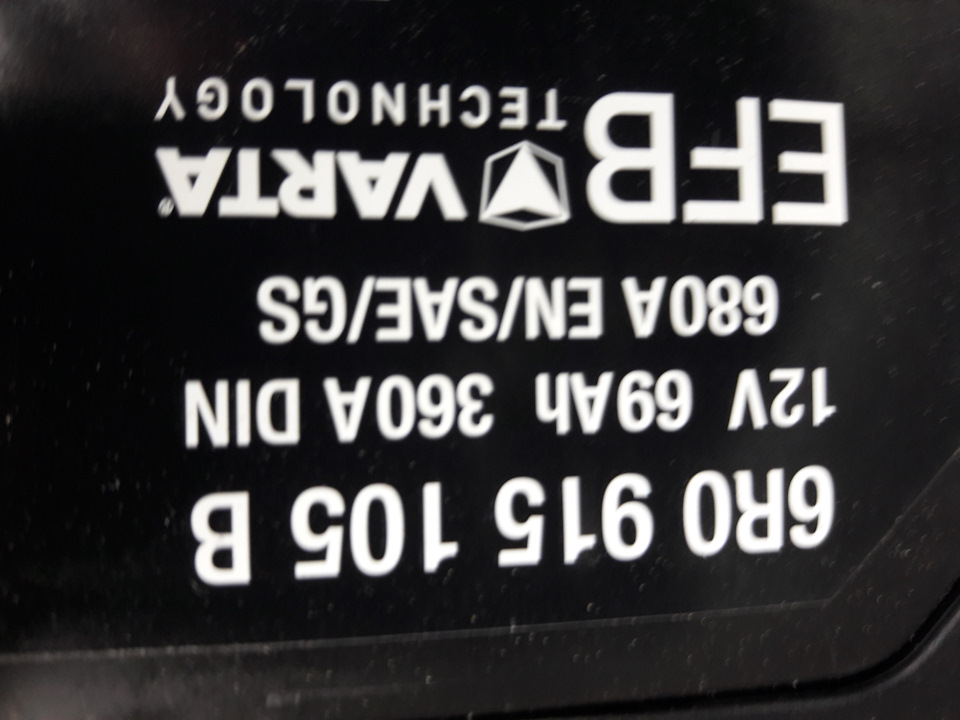 6R0 915 105 B
12V 69Ah 360A DIN
680A EN/SAE/GS
EFB VARTA®
TECHNOLOGY